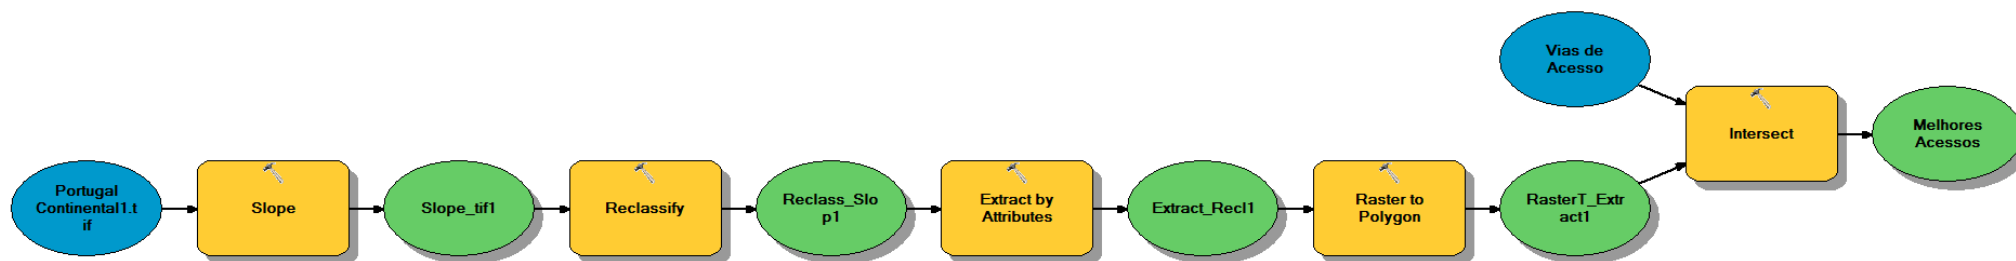 Vias de
Acesso
Intersect
Melhores
Acessos
Portugal
Continental1.t
if
Slope
Slope_tif1
Reclassify
Reclass_Slo
p1
Extract by
Attributes
Extract_Recl1
Raster to
Polygon
RasterT_Extr
act1